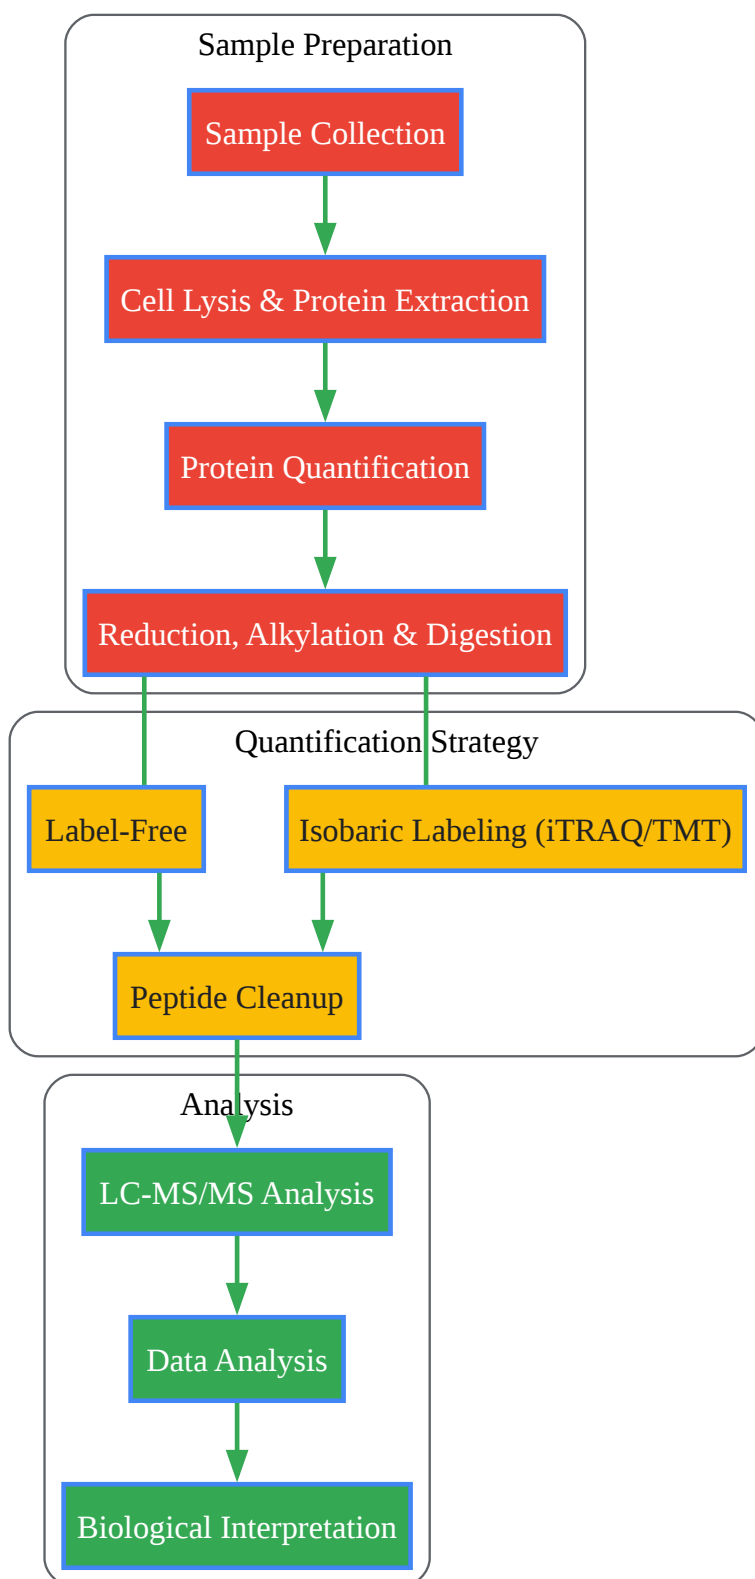 Sample Preparation
Sample Collection
Cell Lysis & Protein Extraction
Protein Quantification
Reduction, Alkylation & Digestion
Quantification Strategy
Label-Free
Isobaric Labeling (iTRAQ/TMT)
Peptide Cleanup
Analysis
LC-MS/MS Analysis
Data Analysis
Biological Interpretation